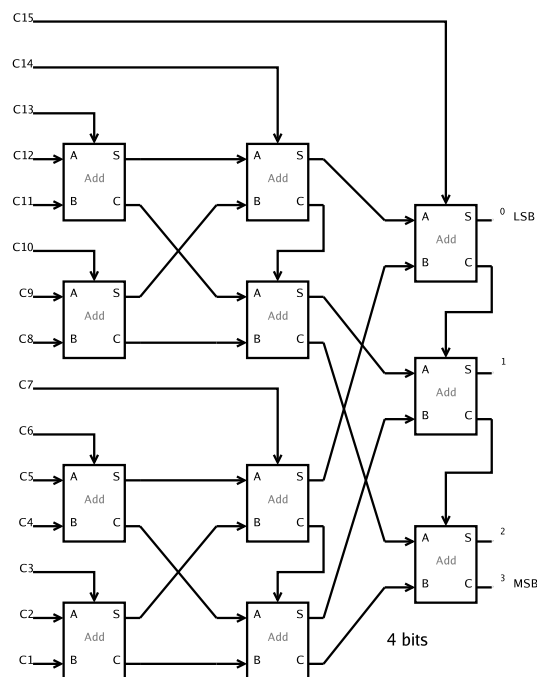 C15
C14
C13
C12 A S A S
Add Add
C11 B C B C
A S 0 LSB
Add
C10
B C
C9 A S A S
Add Add
C8 B C B C
1
A S
C7
Add
B C
C6
C5 A S A S
Add Add
C4 B C B C
A S 2
Add
C3
B C 3 MSB
C2 A S A S
Add Add 4 bits
C1 B C B C